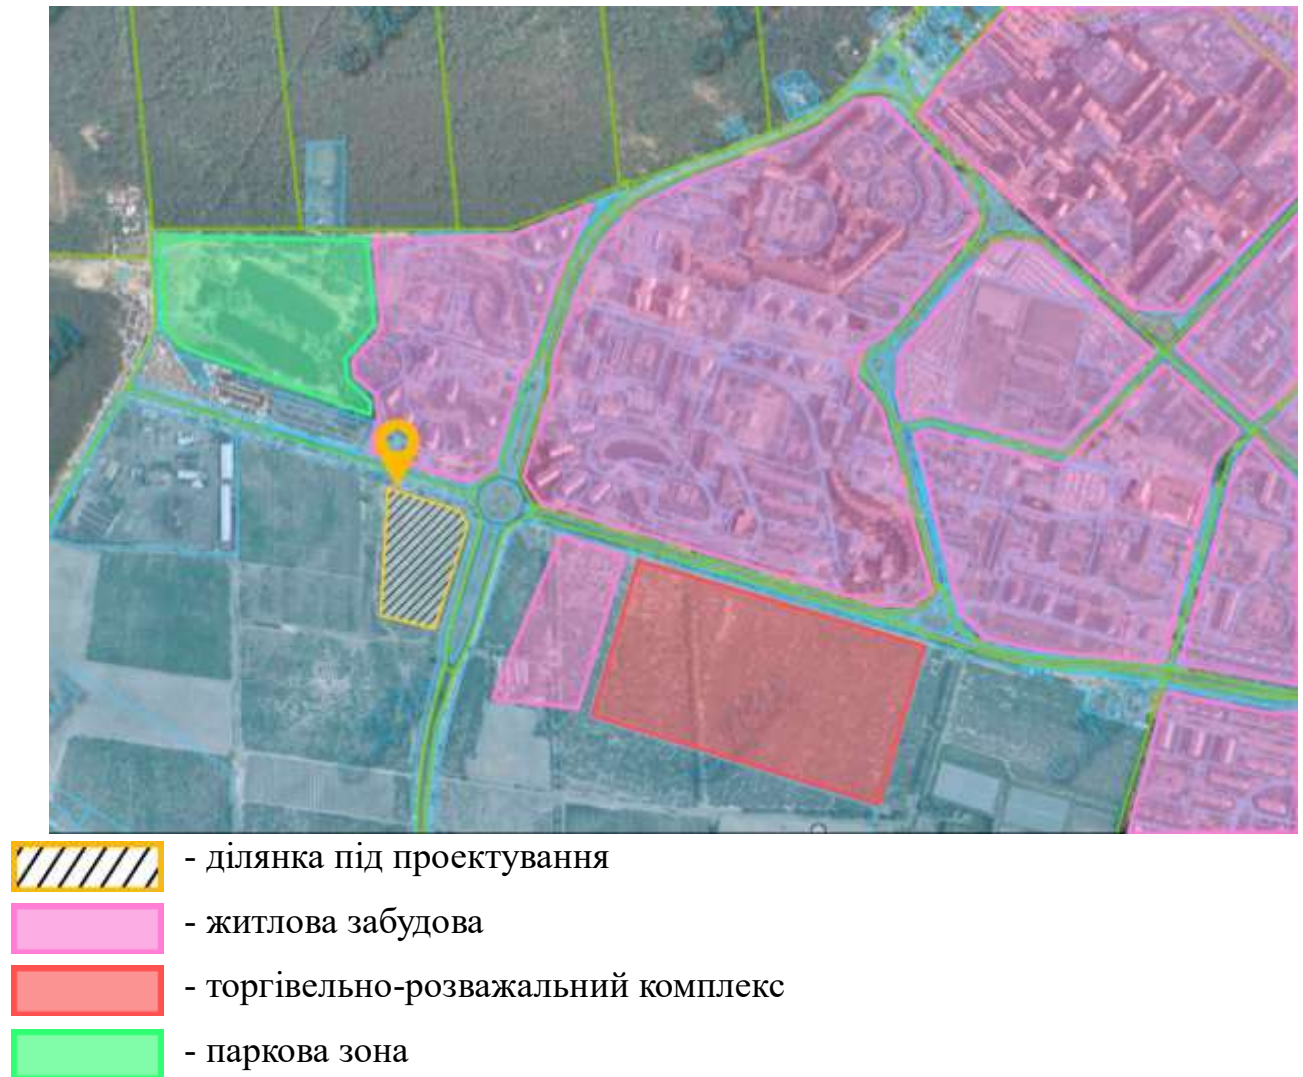 - ділянка під проектування
- житлова забудова
- торгівельно-розважальний комплекс
- паркова зона